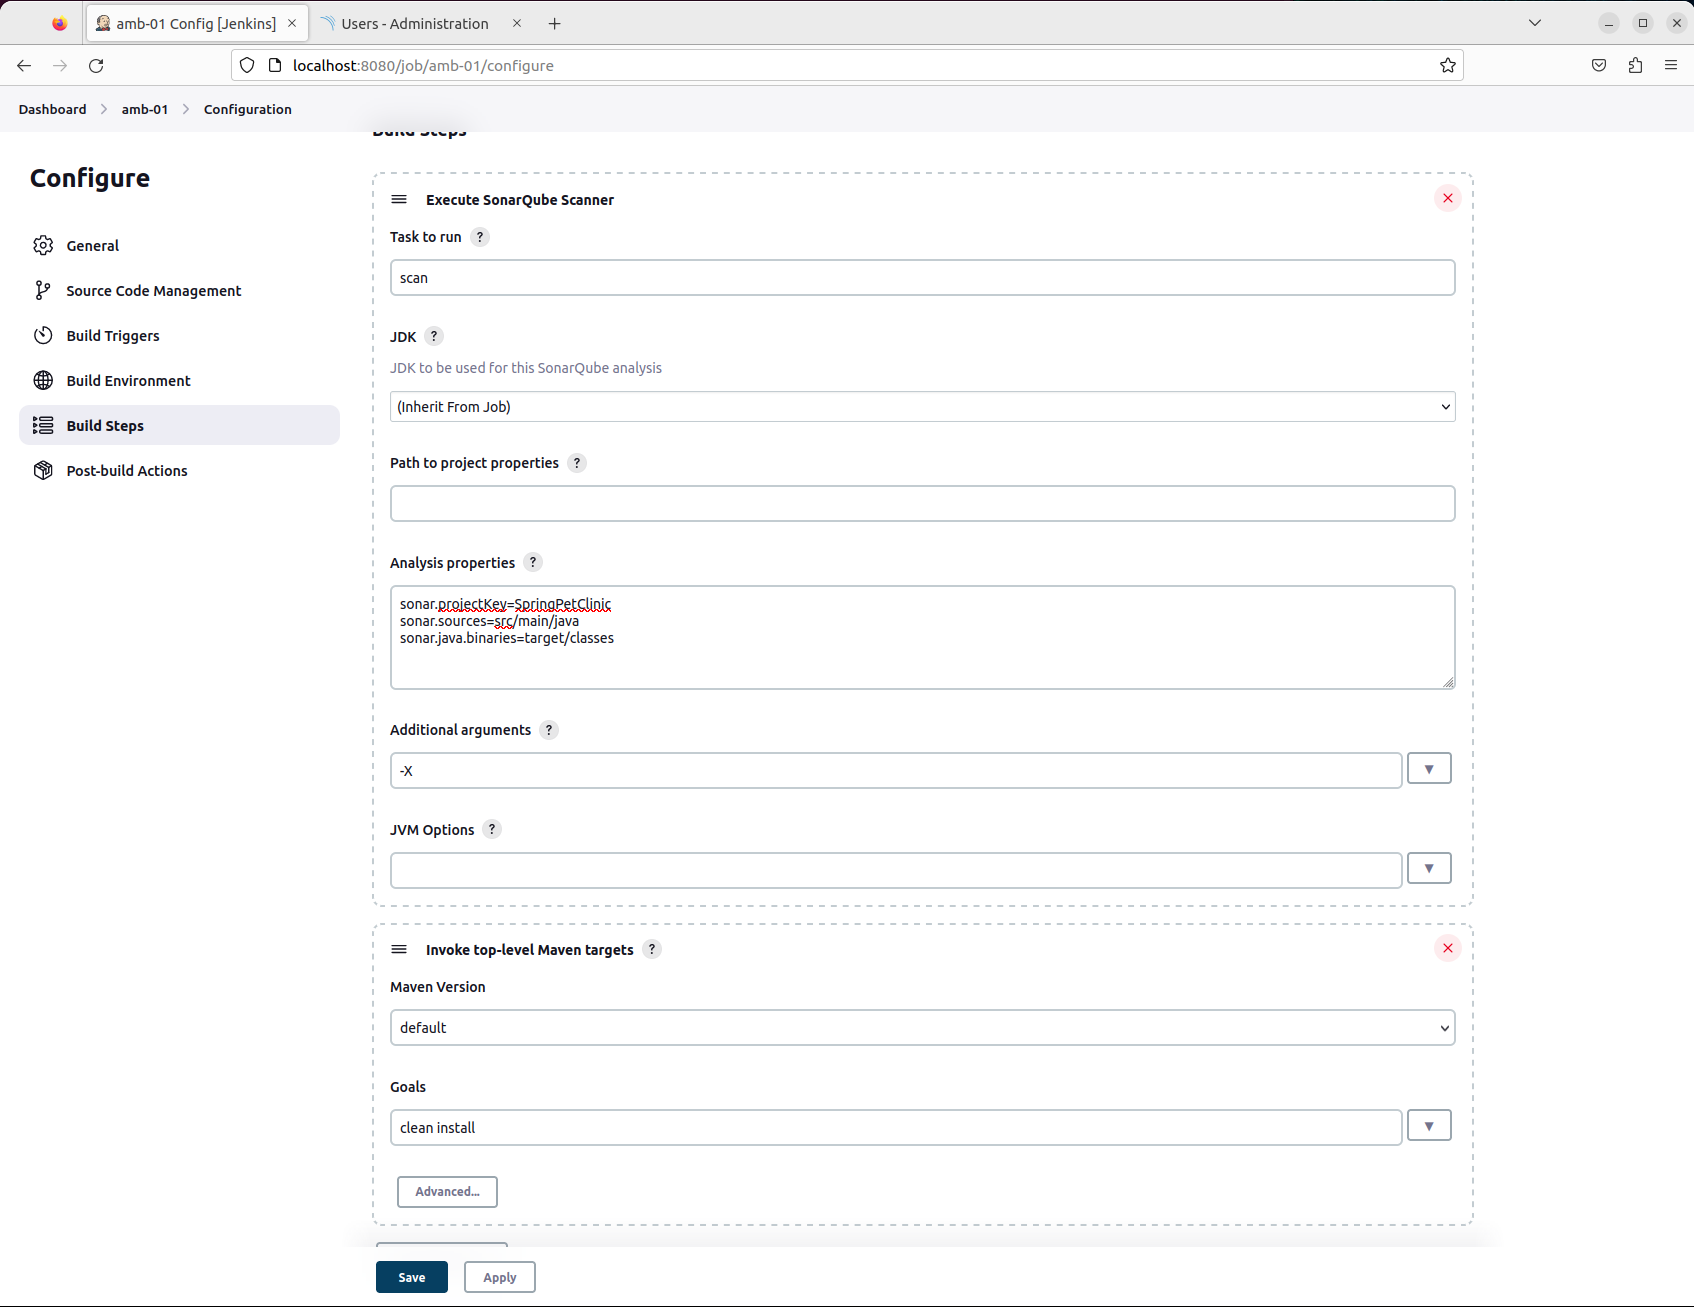 amb-01 Config [Jenkins]
Users - Administration
localhost:8080/job/amb-01/configure
Dashboard
amb-01
Configuration
Build Steps
Configure
General
Source Code Management
Build Triggers
Build Environment
Build Steps
Post-build Actions
Execute SonarQube Scanner
Task to run ?
scan
JDK ?
JDK to be used for this SonarQube analysis
(Inherit From Job)
Path to project properties ?
Analysis properties ?
sonar.projectKey=SpringPetClinic
sonar.sources=src/main/java
sonar.java.binaries=target/classes
Additional arguments ?
-X
JVM Options ?
Invoke top-level Maven targets ?
Maven Version
default
Goals
clean install
Advanced...
Save
Apply